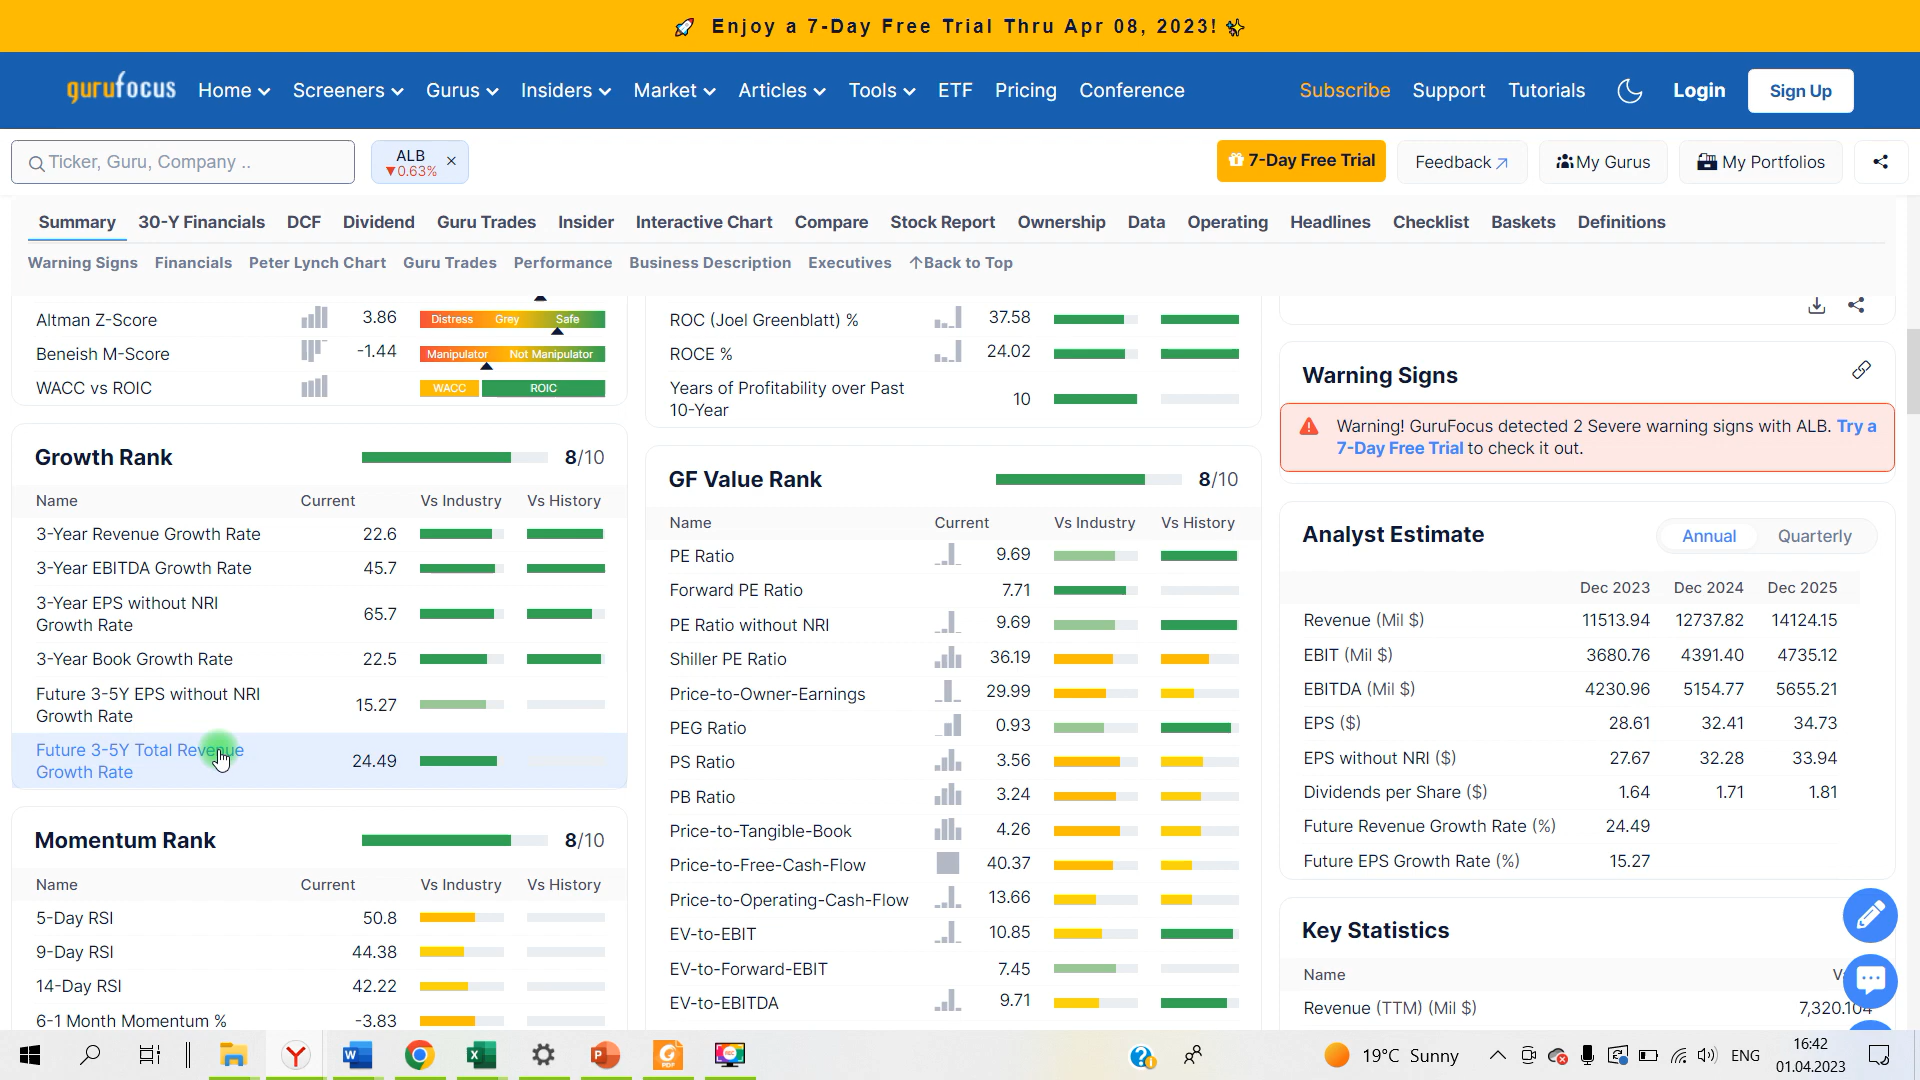 Enjoy a 7-Day Free Trial Thru Apr 08, 2023!
gurufocus Home Screeners Gurus Insiders Market Articles Tools ETF Pricing Conference Subscribe Support Tutorials Login Sign Up
Ticker, Guru, Company .. ALB 7-Day Free Trial Feedback My Gurus My Portfolios
▼0.63%
Summary 30-Y Financials DCF Dividend Guru Trades Insider Interactive Chart Compare Stock Report Ownership Data Operating Headlines Checklist Baskets Definitions
Warning Signs Financials Peter Lynch Chart Guru Trades Performance Business Description Executives ↑Back to Top
Altman Z-Score 3.86 Distress Grey Safe
Beneish M-Score -1.44 Manipulator Not Manipulator
WACC vs ROIC WACC ROIC
Growth Rank 8/10
Name Current Vs Industry Vs History
3-Year Revenue Growth Rate 22.6
3-Year EBITDA Growth Rate 45.7
3-Year EPS without NRI
Growth Rate 65.7
3-Year Book Growth Rate 22.5
Future 3-5Y EPS without NRI
Growth Rate 15.27
Future 3-5Y Total Revenue
Growth Rate 24.49
Momentum Rank 8/10
Name Current Vs Industry Vs History
5-Day RSI 50.8
9-Day RSI 44.38
14-Day RSI 42.22
6-1 Month Momentum % -3.83
ROC (Joel Greenblatt) % 37.58
ROCE % 24.02
Years of Profitability over Past
10-Year 10
GF Value Rank 8/10
Name Current Vs Industry Vs History
PE Ratio 9.69
Forward PE Ratio 7.71
PE Ratio without NRI 9.69
Shiller PE Ratio 36.19
Price-to-Owner-Earnings 29.99
PEG Ratio 0.93
PS Ratio 3.56
PB Ratio 3.24
Price-to-Tangible-Book 4.26
Price-to-Free-Cash-Flow 40.37
Price-to-Operating-Cash-Flow 13.66
EV-to-EBIT 10.85
EV-to-Forward-EBIT 7.45
EV-to-EBITDA 9.71
Warning Signs
Warning! GuruFocus detected 2 Severe warning signs with ALB. Try a
7-Day Free Trial to check it out.
Analyst Estimate Annual Quarterly
Dec 2023 Dec 2024 Dec 2025
Revenue (Mil $) 11513.94 12737.82 14124.15
EBIT (Mil $) 3680.76 4391.40 4735.12
EBITDA (Mil $) 4230.96 5154.77 5655.21
EPS ($) 28.61 32.41 34.73
EPS without NRI ($) 27.67 32.28 33.94
Dividends per Share ($) 1.64 1.71 1.81
Future Revenue Growth Rate (%) 24.49
Future EPS Growth Rate (%) 15.27
Key Statistics
Name
Revenue (TTM) (Mil $) 7,320.104
19°C Sunny ENG 16:42
01.04.2023